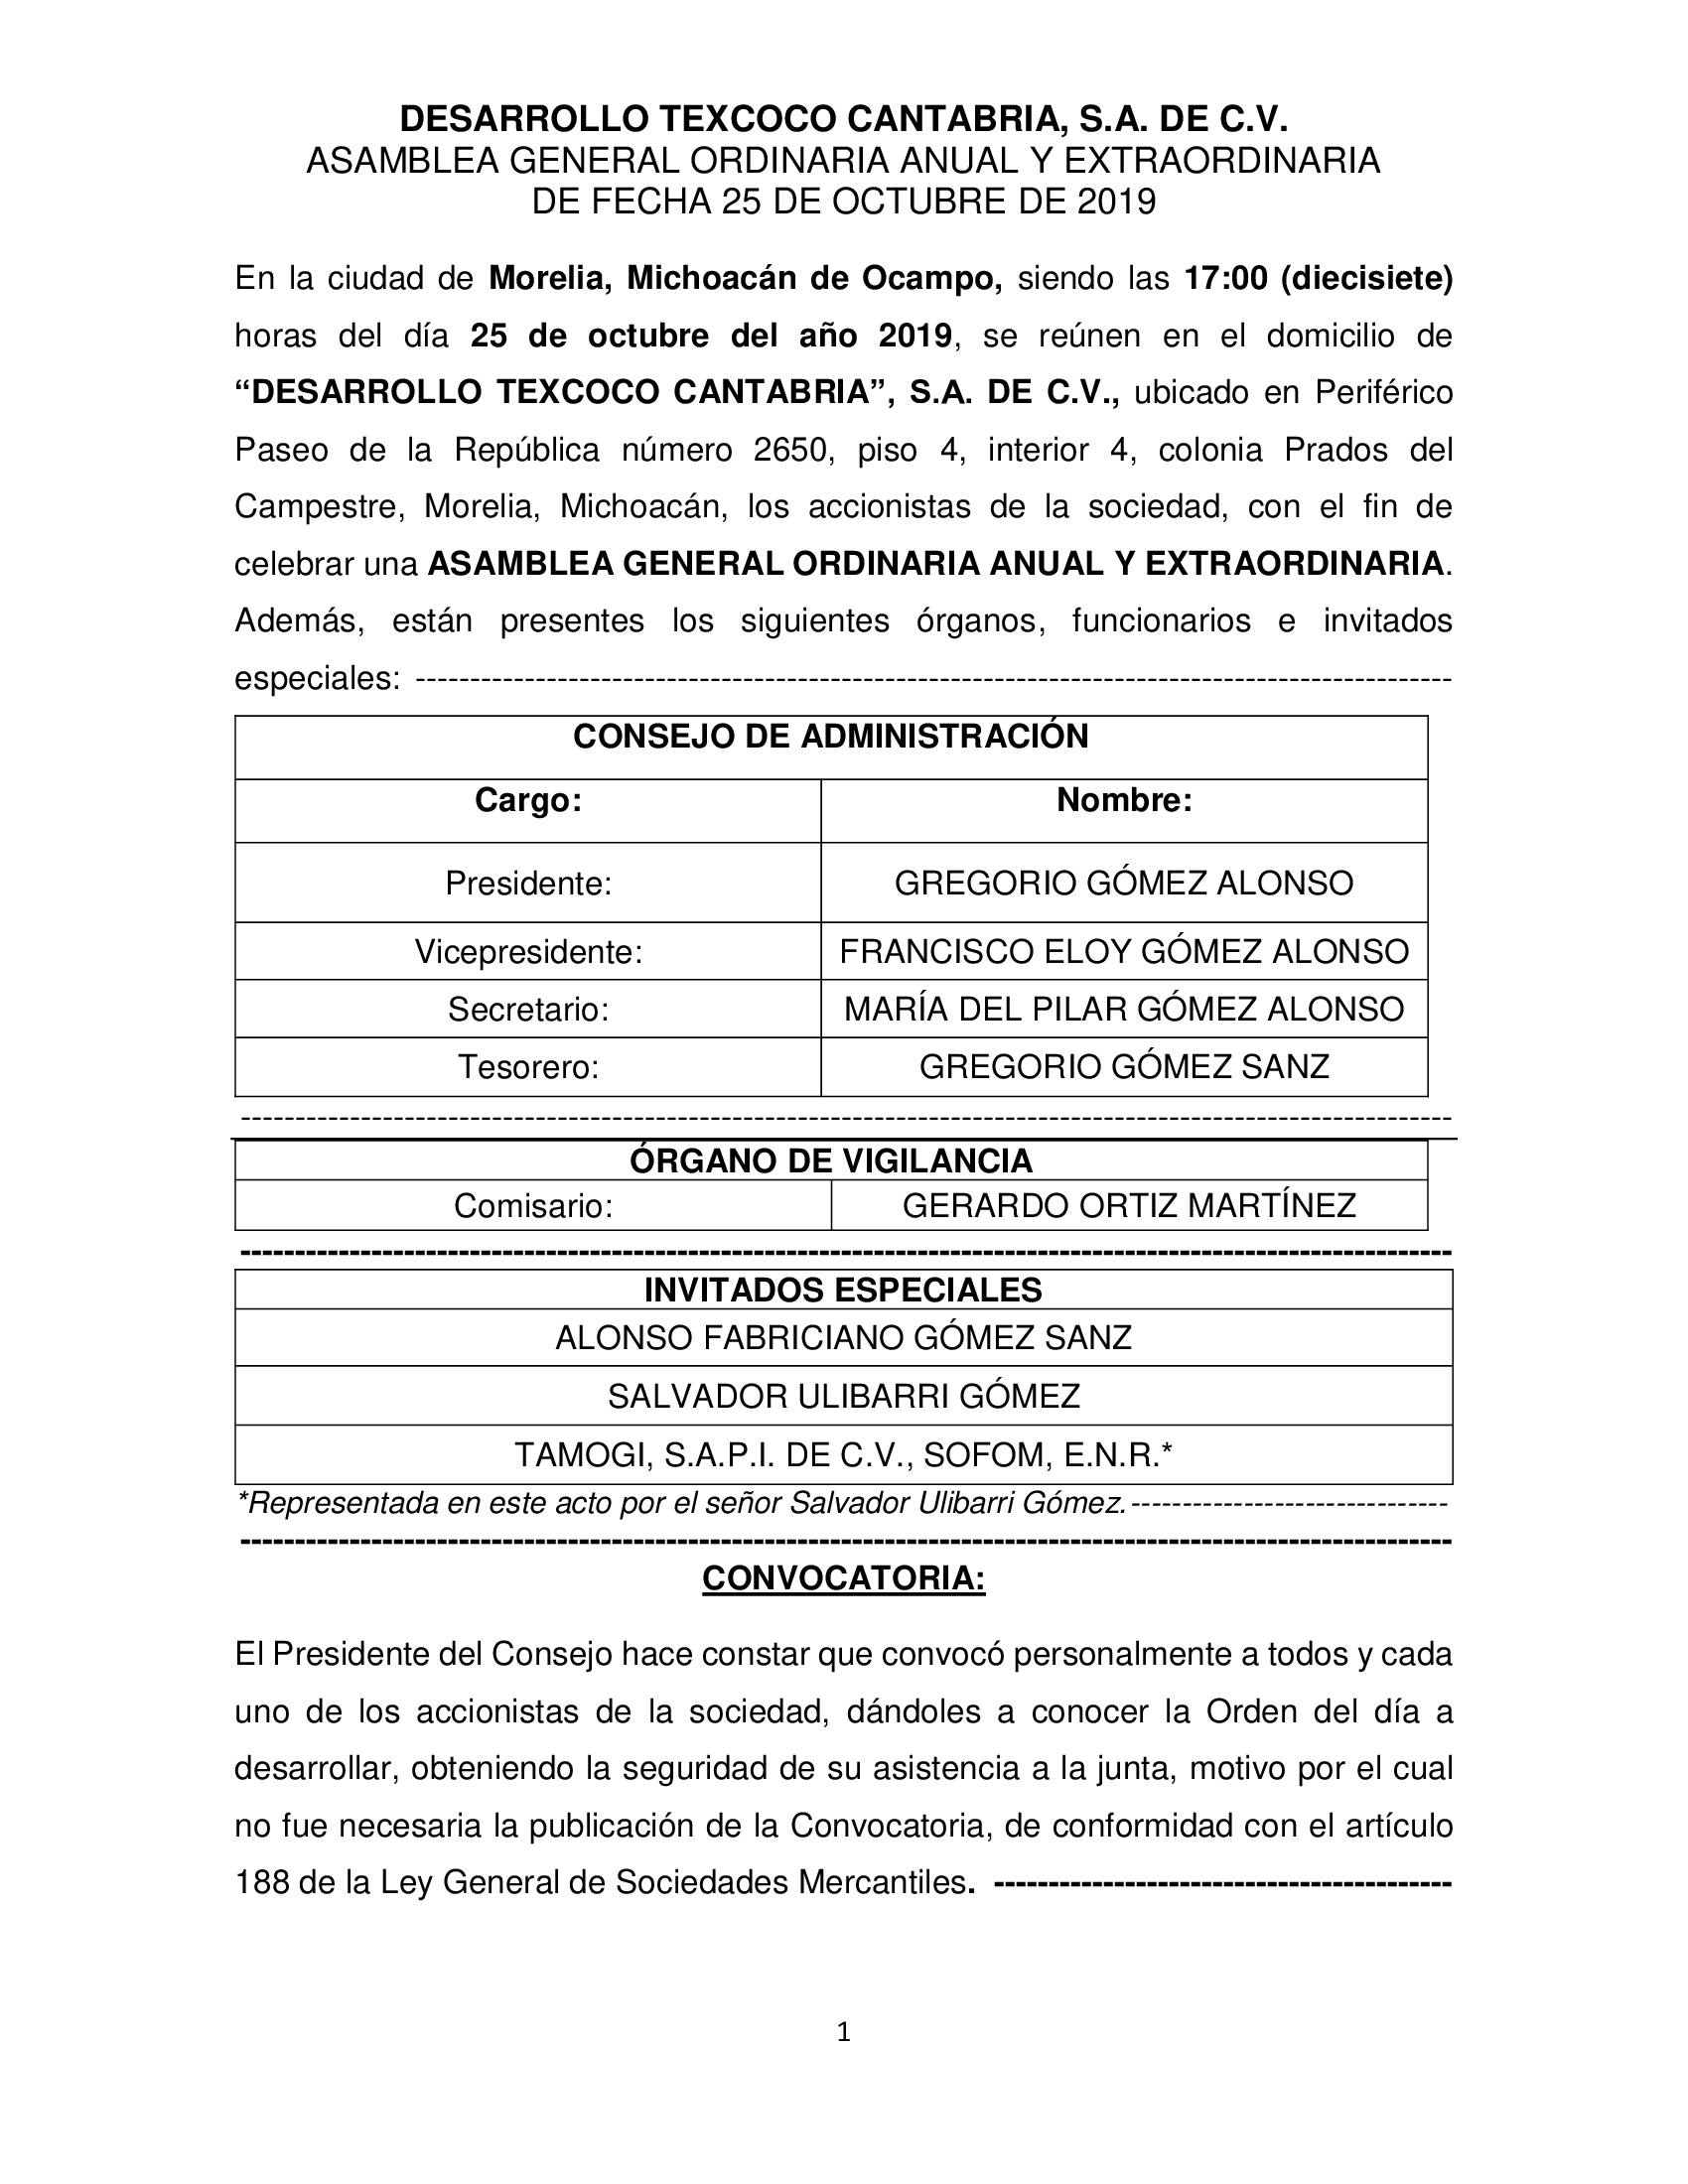 DESARROLLO TEXCOCO CANTABRIA, S.A. DE C.V.
ASAMBLEA GENERAL ORDINARIA ANUAL Y EXTRAORDINARIA
DE FECHA 25 DE OCTUBRE DE 2019
En la ciudad de Morelia, Michoacán de Ocampo, siendo las 17:00 (diecisiete)
horas del día 25 de octubre del año 2019, se reúnen en el domicilio de
“DESARROLLO TEXCOCO CANTABRIA”, S.A. DE C.V., ubicado en Periférico
Paseo de la República número 2650, piso 4, interior 4, colonia Prados del
Campestre, Morelia, Michoacán, los accionistas de la sociedad, con el fin de
celebrar una ASAMBLEA GENERAL ORDINARIA ANUAL Y EXTRAORDINARIA.
Además, están presentes los siguientes órganos, funcionarios e invitados
especiales: -----------------------------------------------------------------------------------------------
CONSEJO DE ADMINISTRACIÓN
Cargo: Nombre:
Presidente: GREGORIO GÓMEZ ALONSO
Vicepresidente: FRANCISCO ELOY GÓMEZ ALONSO
Secretario: MARÍA DEL PILAR GÓMEZ ALONSO
Tesorero: GREGORIO GÓMEZ SANZ
---------------------------------------------------------------------------------------------------------------
ÓRGANO DE VIGILANCIA
Comisario: GERARDO ORTIZ MARTÍNEZ
---------------------------------------------------------------------------------------------------------------
INVITADOS ESPECIALES
ALONSO FABRICIANO GÓMEZ SANZ
SALVADOR ULIBARRI GÓMEZ
TAMOGI, S.A.P.I. DE C.V., SOFOM, E.N.R.*
*Representada en este acto por el señor Salvador Ulibarri Gómez.-------------------------------
---------------------------------------------------------------------------------------------------------------
CONVOCATORIA:
El Presidente del Consejo hace constar que convocó personalmente a todos y cada
uno de los accionistas de la sociedad, dándoles a conocer la Orden del día a
desarrollar, obteniendo la seguridad de su asistencia a la junta, motivo por el cual
no fue necesaria la publicación de la Convocatoria, de conformidad con el artículo
188 de la Ley General de Sociedades Mercantiles. ------------------------------------------
1